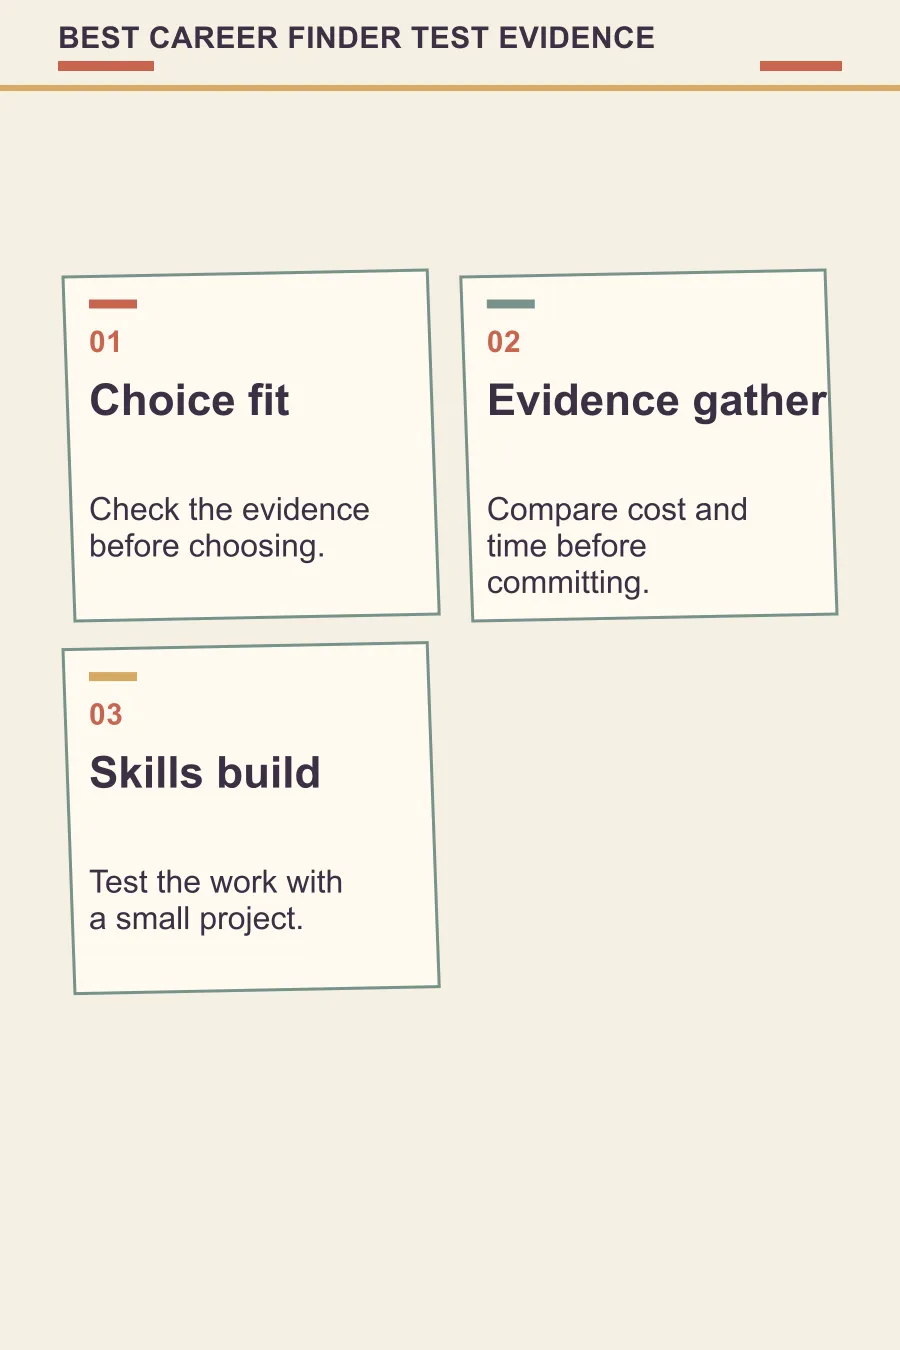 BEST CAREER FINDER TEST EVIDENCE
01
Choice fit
Check the evidence
before choosing.
02
Evidence gather
Compare cost and
time before
committing.
03
Skills build
Test the work with
a small project.